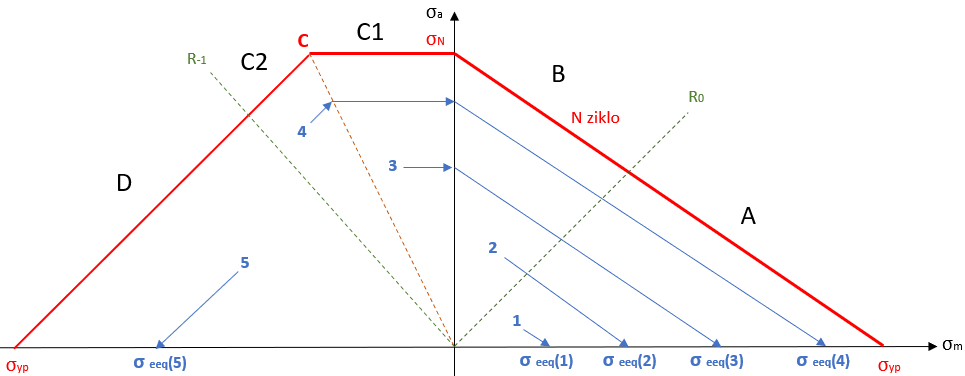 σa
C
C1
σN
R-1
C2
B
R0
N ziklo
4
3
D
A
2
5
1
σm
σyp
σ eeq(5)
σ eeq(1)
σ eeq(2)
σ eeq(3)
σ eeq(4)
σyp